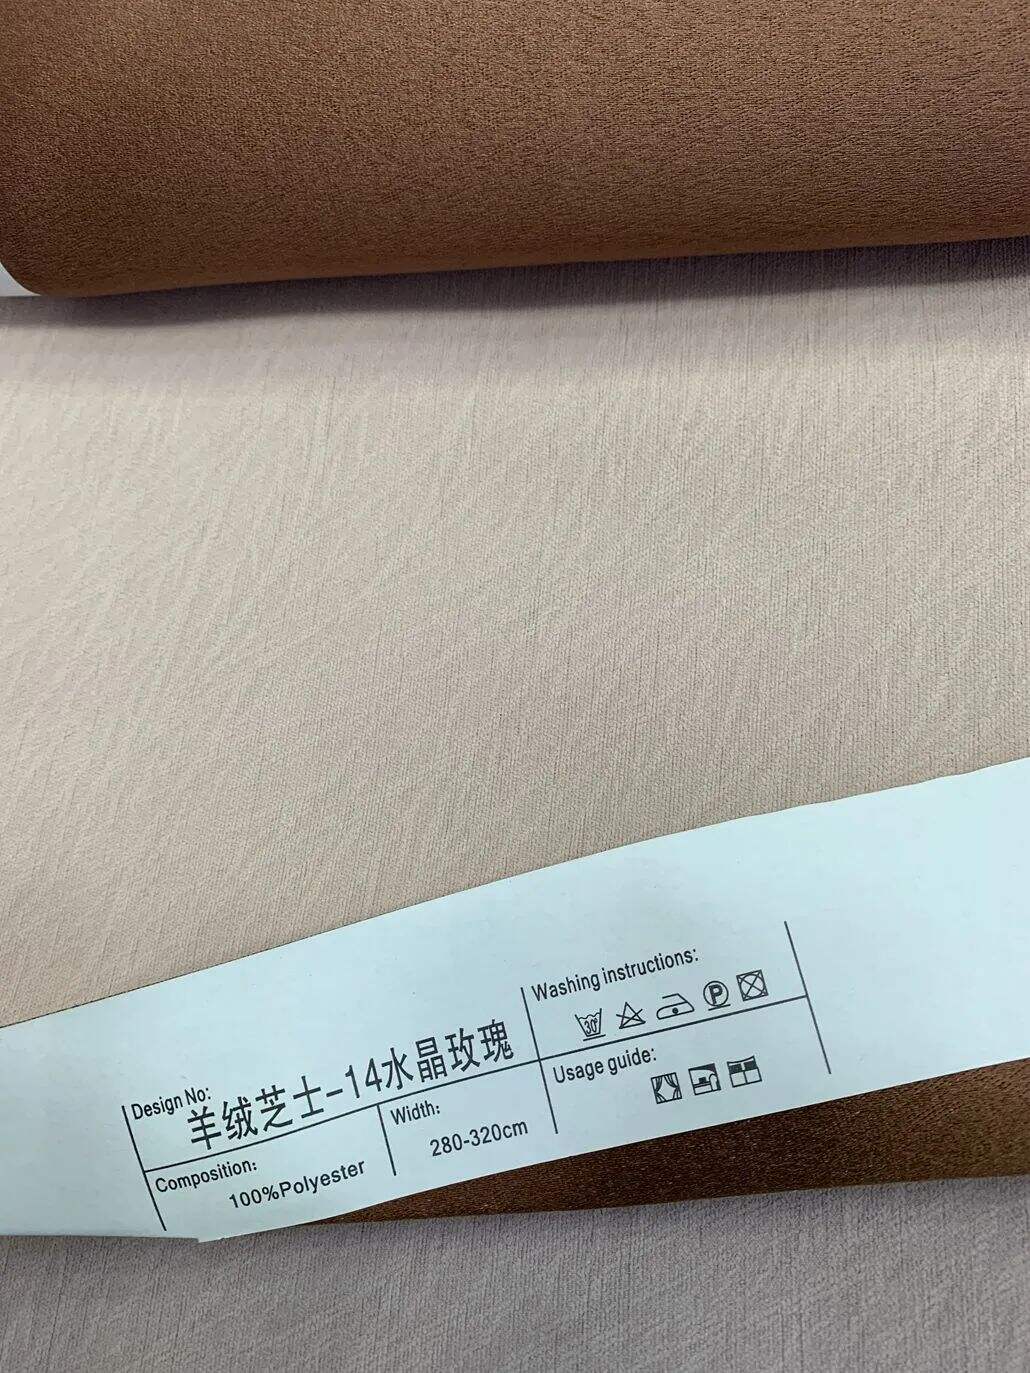 Design No:
羊绒芝士-14水晶玫瑰
Washing instructions:
30°
P
Composition:
100%Polyester
Width:
280-320cm
Usage guide: